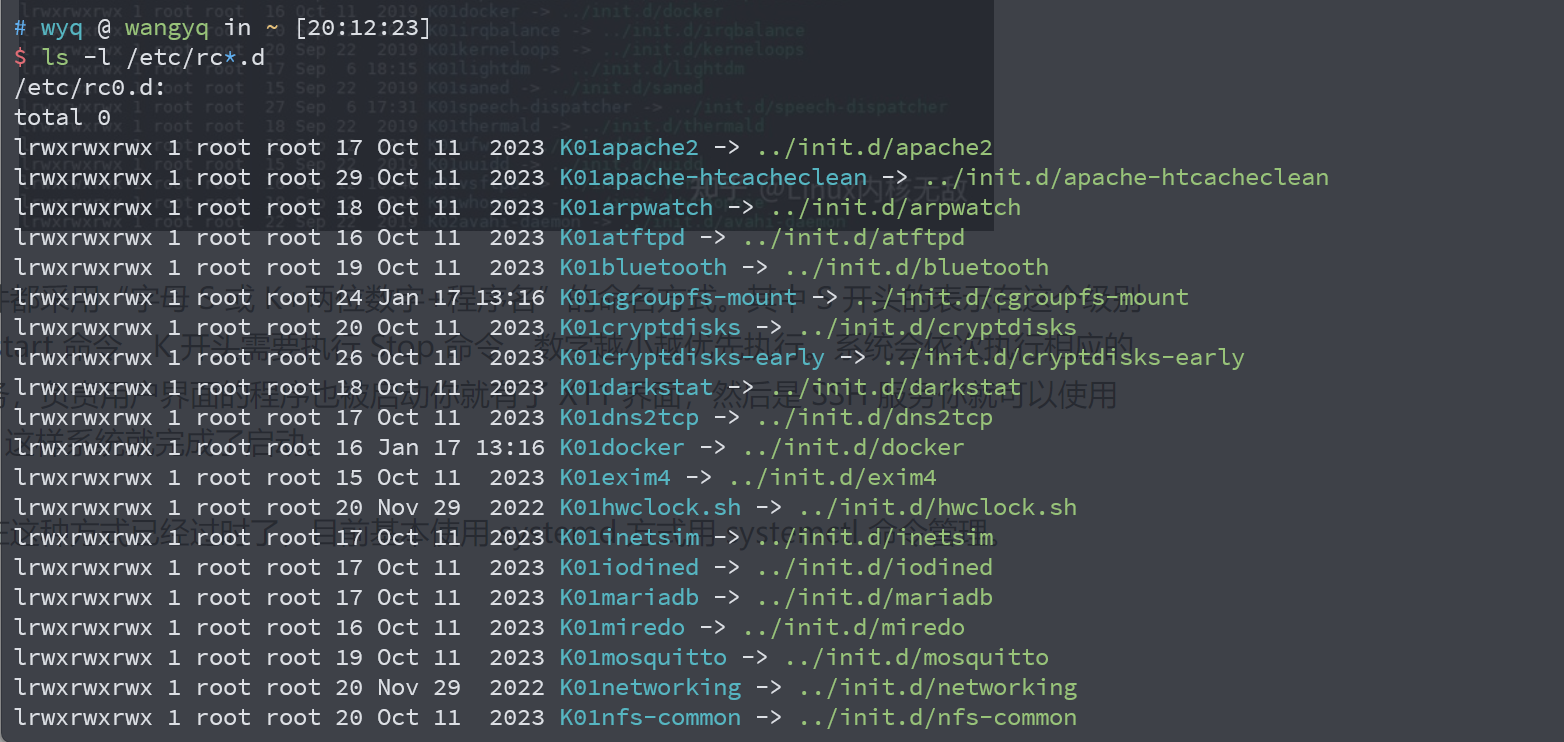 # wyq @ wangyq in ~ [20:12:23]
$ ls -l /etc/rc*.d
/etc/rc0.d:
total 0
lrwxrwxrwx 1 root root 17 Oct 11  2023 K01apache2 -> ../init.d/apache2
lrwxrwxrwx 1 root root 29 Oct 11  2023 K01apache-htcacheclean -> ../init.d/apache-htcacheclean
lrwxrwxrwx 1 root root 18 Oct 11  2023 K01arpwatch -> ../init.d/arpwatch
lrwxrwxrwx 1 root root 16 Oct 11  2023 K01atftpd -> ../init.d/atftpd
lrwxrwxrwx 1 root root 19 Oct 11  2023 K01bluetooth -> ../init.d/bluetooth
lrwxrwxrwx 1 root root 24 Jan 17 13:16 K01cgroupfs-mount -> ../init.d/cgroupfs-mount
lrwxrwxrwx 1 root root 20 Oct 11  2023 K01cryptdisks -> ../init.d/cryptdisks
lrwxrwxrwx 1 root root 26 Oct 11  2023 K01cryptdisks-early -> ../init.d/cryptdisks-early
lrwxrwxrwx 1 root root 18 Oct 11  2023 K01darkstat -> ../init.d/darkstat
lrwxrwxrwx 1 root root 17 Oct 11  2023 K01dns2tcp -> ../init.d/dns2tcp
lrwxrwxrwx 1 root root 16 Jan 17 13:16 K01docker -> ../init.d/docker
lrwxrwxrwx 1 root root 15 Oct 11  2023 K01exim4 -> ../init.d/exim4
lrwxrwxrwx 1 root root 20 Nov 29  2022 K01hwclock.sh -> ../init.d/hwclock.sh
lrwxrwxrwx 1 root root 17 Oct 11  2023 K01inetsim -> ../init.d/inetsim
lrwxrwxrwx 1 root root 17 Oct 11  2023 K01iodined -> ../init.d/iodined
lrwxrwxrwx 1 root root 17 Oct 11  2023 K01mariadb -> ../init.d/mariadb
lrwxrwxrwx 1 root root 16 Oct 11  2023 K01miredo -> ../init.d/miredo
lrwxrwxrwx 1 root root 19 Oct 11  2023 K01mosquitto -> ../init.d/mosquitto
lrwxrwxrwx 1 root root 20 Nov 29  2022 K01networking -> ../init.d/networking
lrwxrwxrwx 1 root root 20 Oct 11  2023 K01nfs-common -> ../init.d/nfs-common